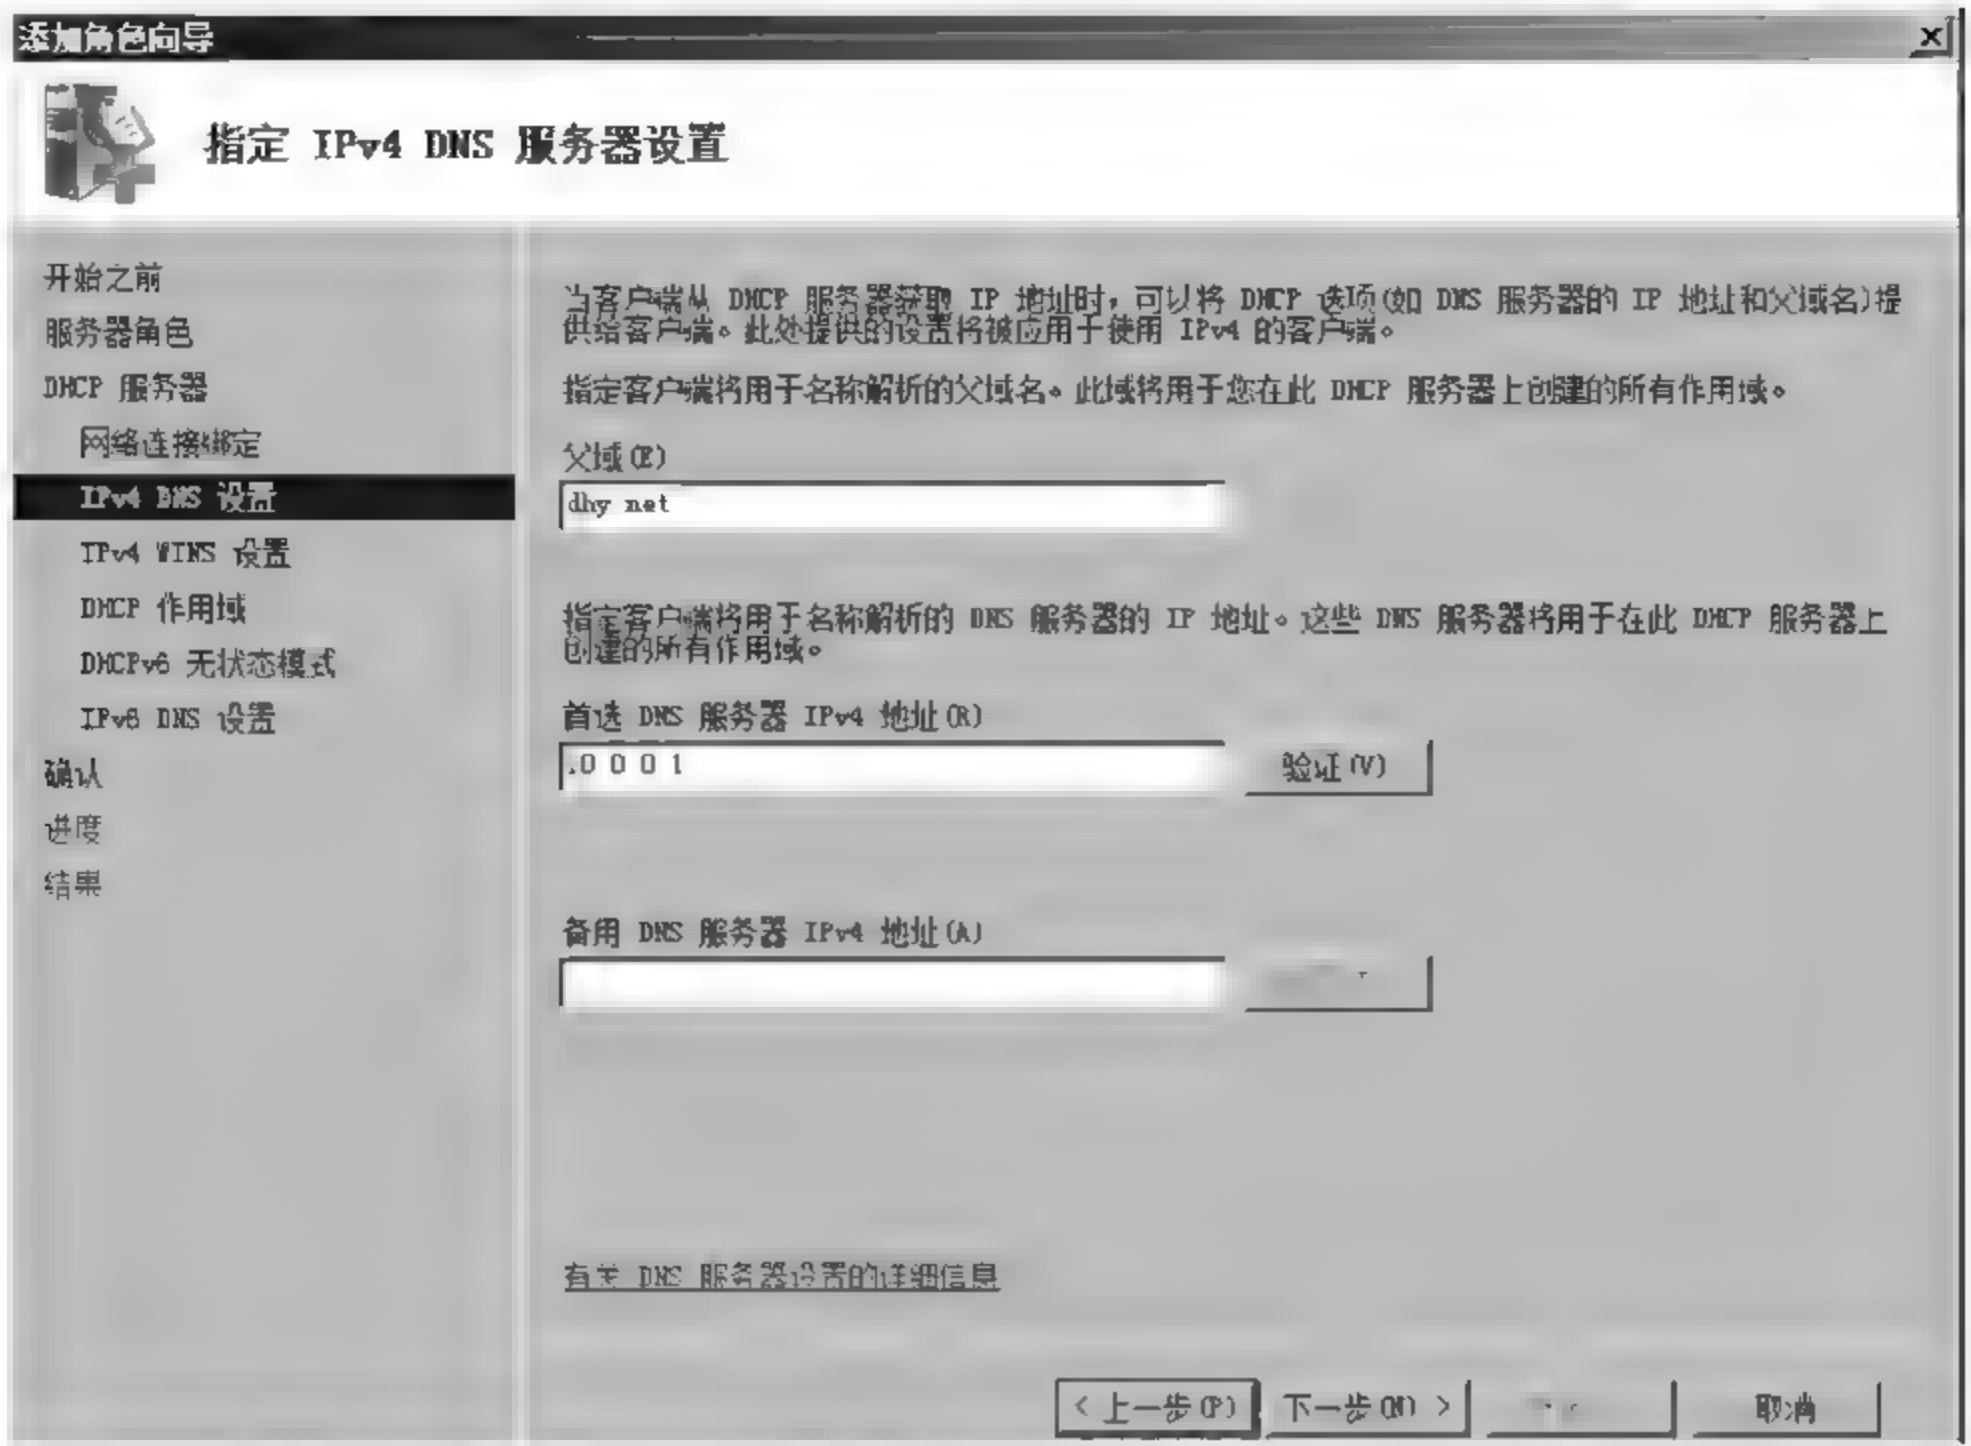 添加角色向导
指定 IPv4 DNS 服务器设置
开始之前
服务器角色
DHCP 服务器
网络连接绑定
IPv4 DNS 设置
IPv4 WINS 设置
DHCP 作用域
DHCPv6 无状态模式
IPv6 DNS 设置
确认
进度
结果
当客户端从 DHCP 服务器获取 IP 地址时，可以将 DHCP 选项(如 DNS 服务器的 IP 地址和父域名)提
供给客户端。此处提供的设置将被应用于使用 IPv4 的客户端。
指定客户端将用于名称解析的父域名。此域将用于您在此 DHCP 服务器上创建的所有作用域。
父域(E)
dhy net
指定客户端将用于名称解析的 DNS 服务器的 IP 地址。这些 DNS 服务器将用于在此 DHCP 服务器上
创建的所有作用域。
首选 DNS 服务器 IPv4 地址(R)
.0 0 0 1
验证(V)
备用 DNS 服务器 IPv4 地址(A)
有关 DNS 服务器设置的详细信息
< 上一步(P)
下一步(N) >
取消